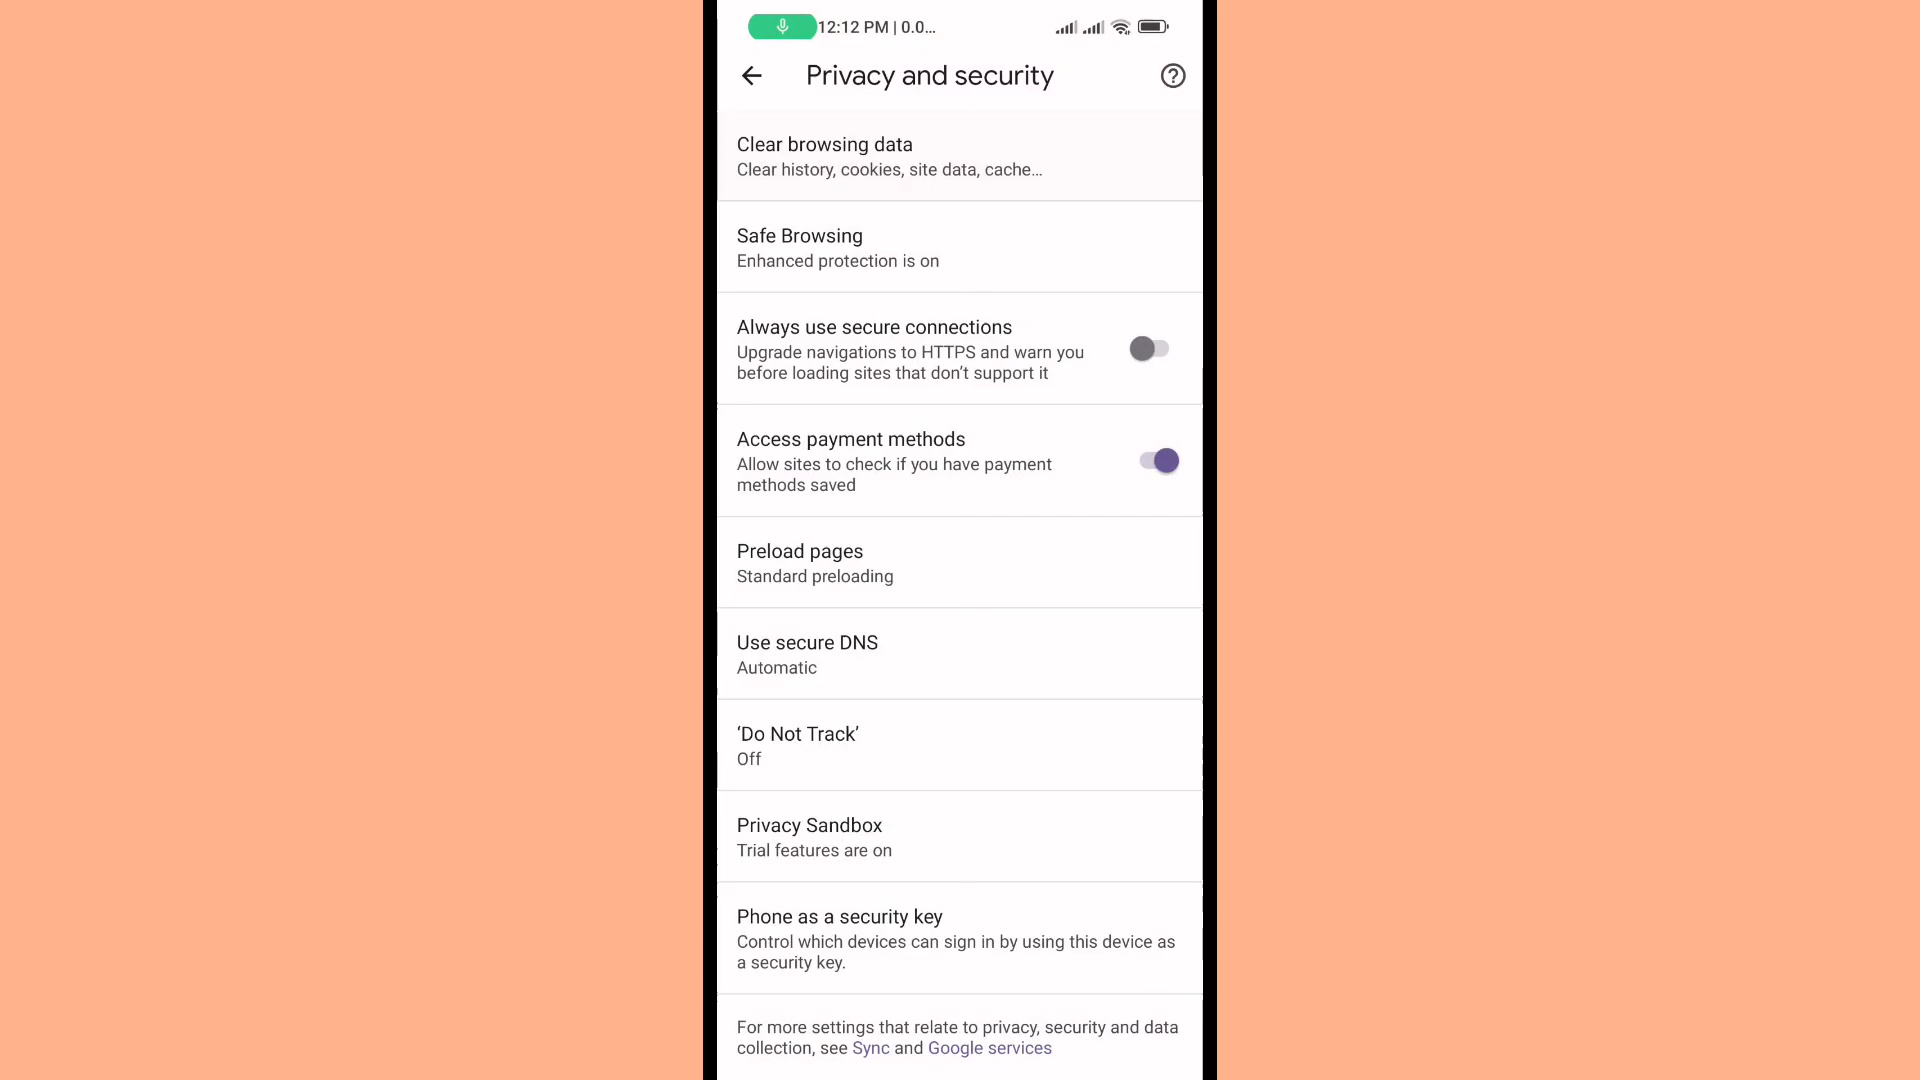 12:12 PM | 0.0...
Privacy and security
Clear browsing data
Clear history, cookies, site data, cache...
Safe Browsing
Enhanced protection is on
Always use secure connections
Upgrade navigations to HTTPS and warn you
before loading sites that don't support it
Access payment methods
Allow sites to check if you have payment
methods saved
Preload pages
Standard preloading
Use secure DNS
Automatic
‘Do Not Track’
Off
Privacy Sandbox
Trial features are on
Phone as a security key
Control which devices can sign in by using this device as
a security key.
For more settings that relate to privacy, security and data
collection, see Sync and Google services